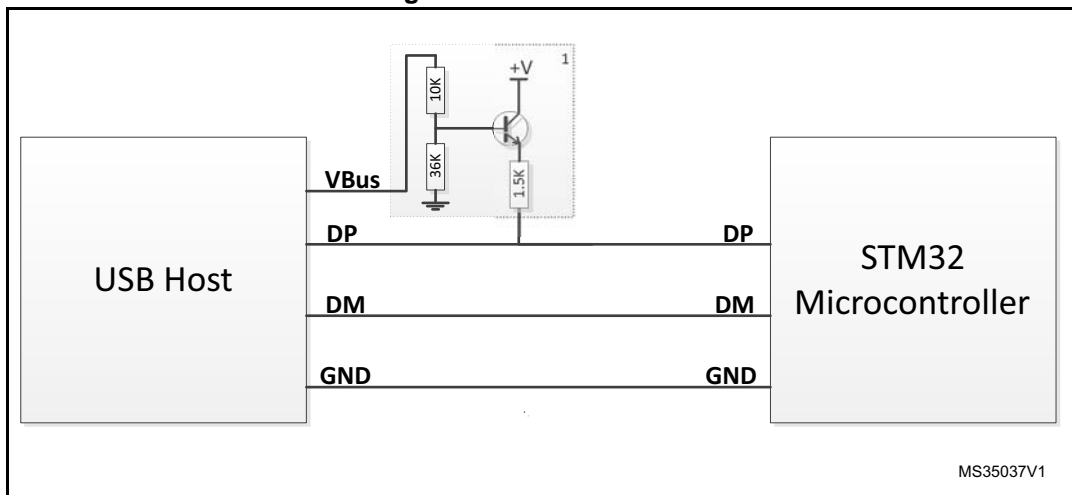 1
+V
10K
36K
1.5K
VBus
DP
DP
USB Host
STM32
Microcontroller
DM
DM
GND
GND
MS35037V1